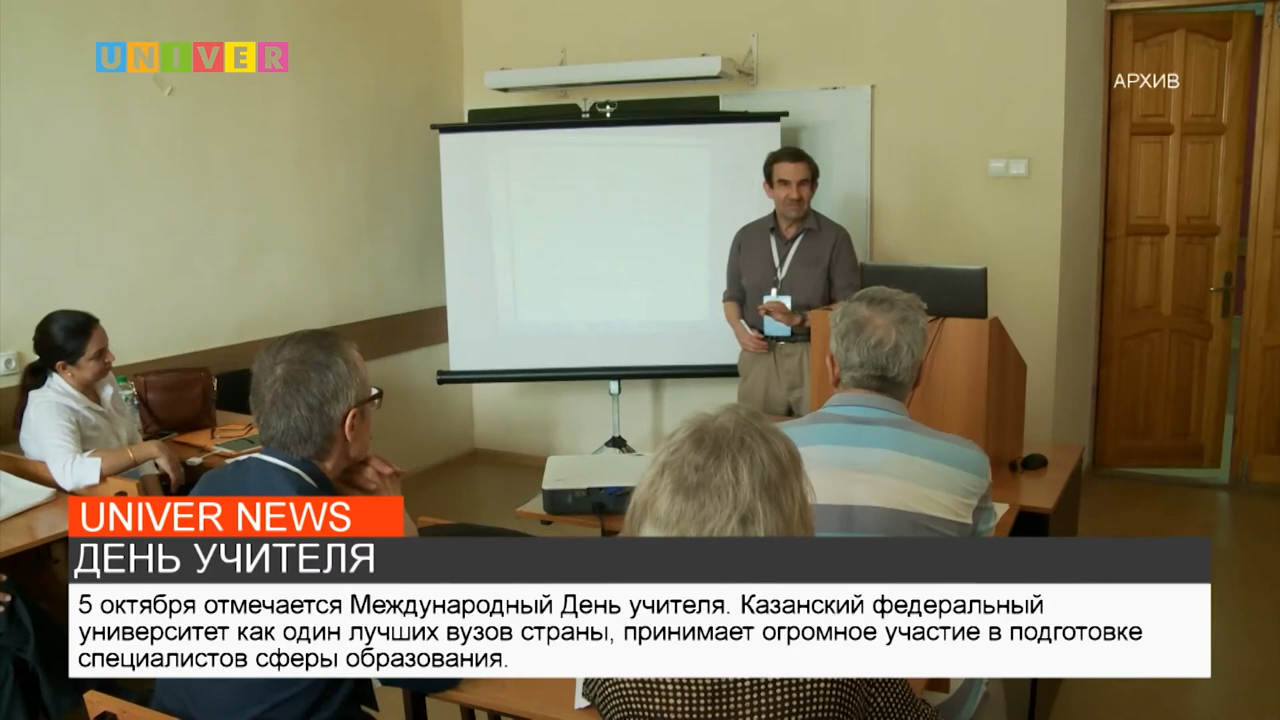 UNIVER
АРХИВ
UNIVER NEWS
ДЕНЬ УЧИТЕЛЯ
5 октября отмечается Международный День учителя. Казанский федеральный
университет как один лучших вузов страны, принимает огромное участие в подготовке
специалистов сферы образования.